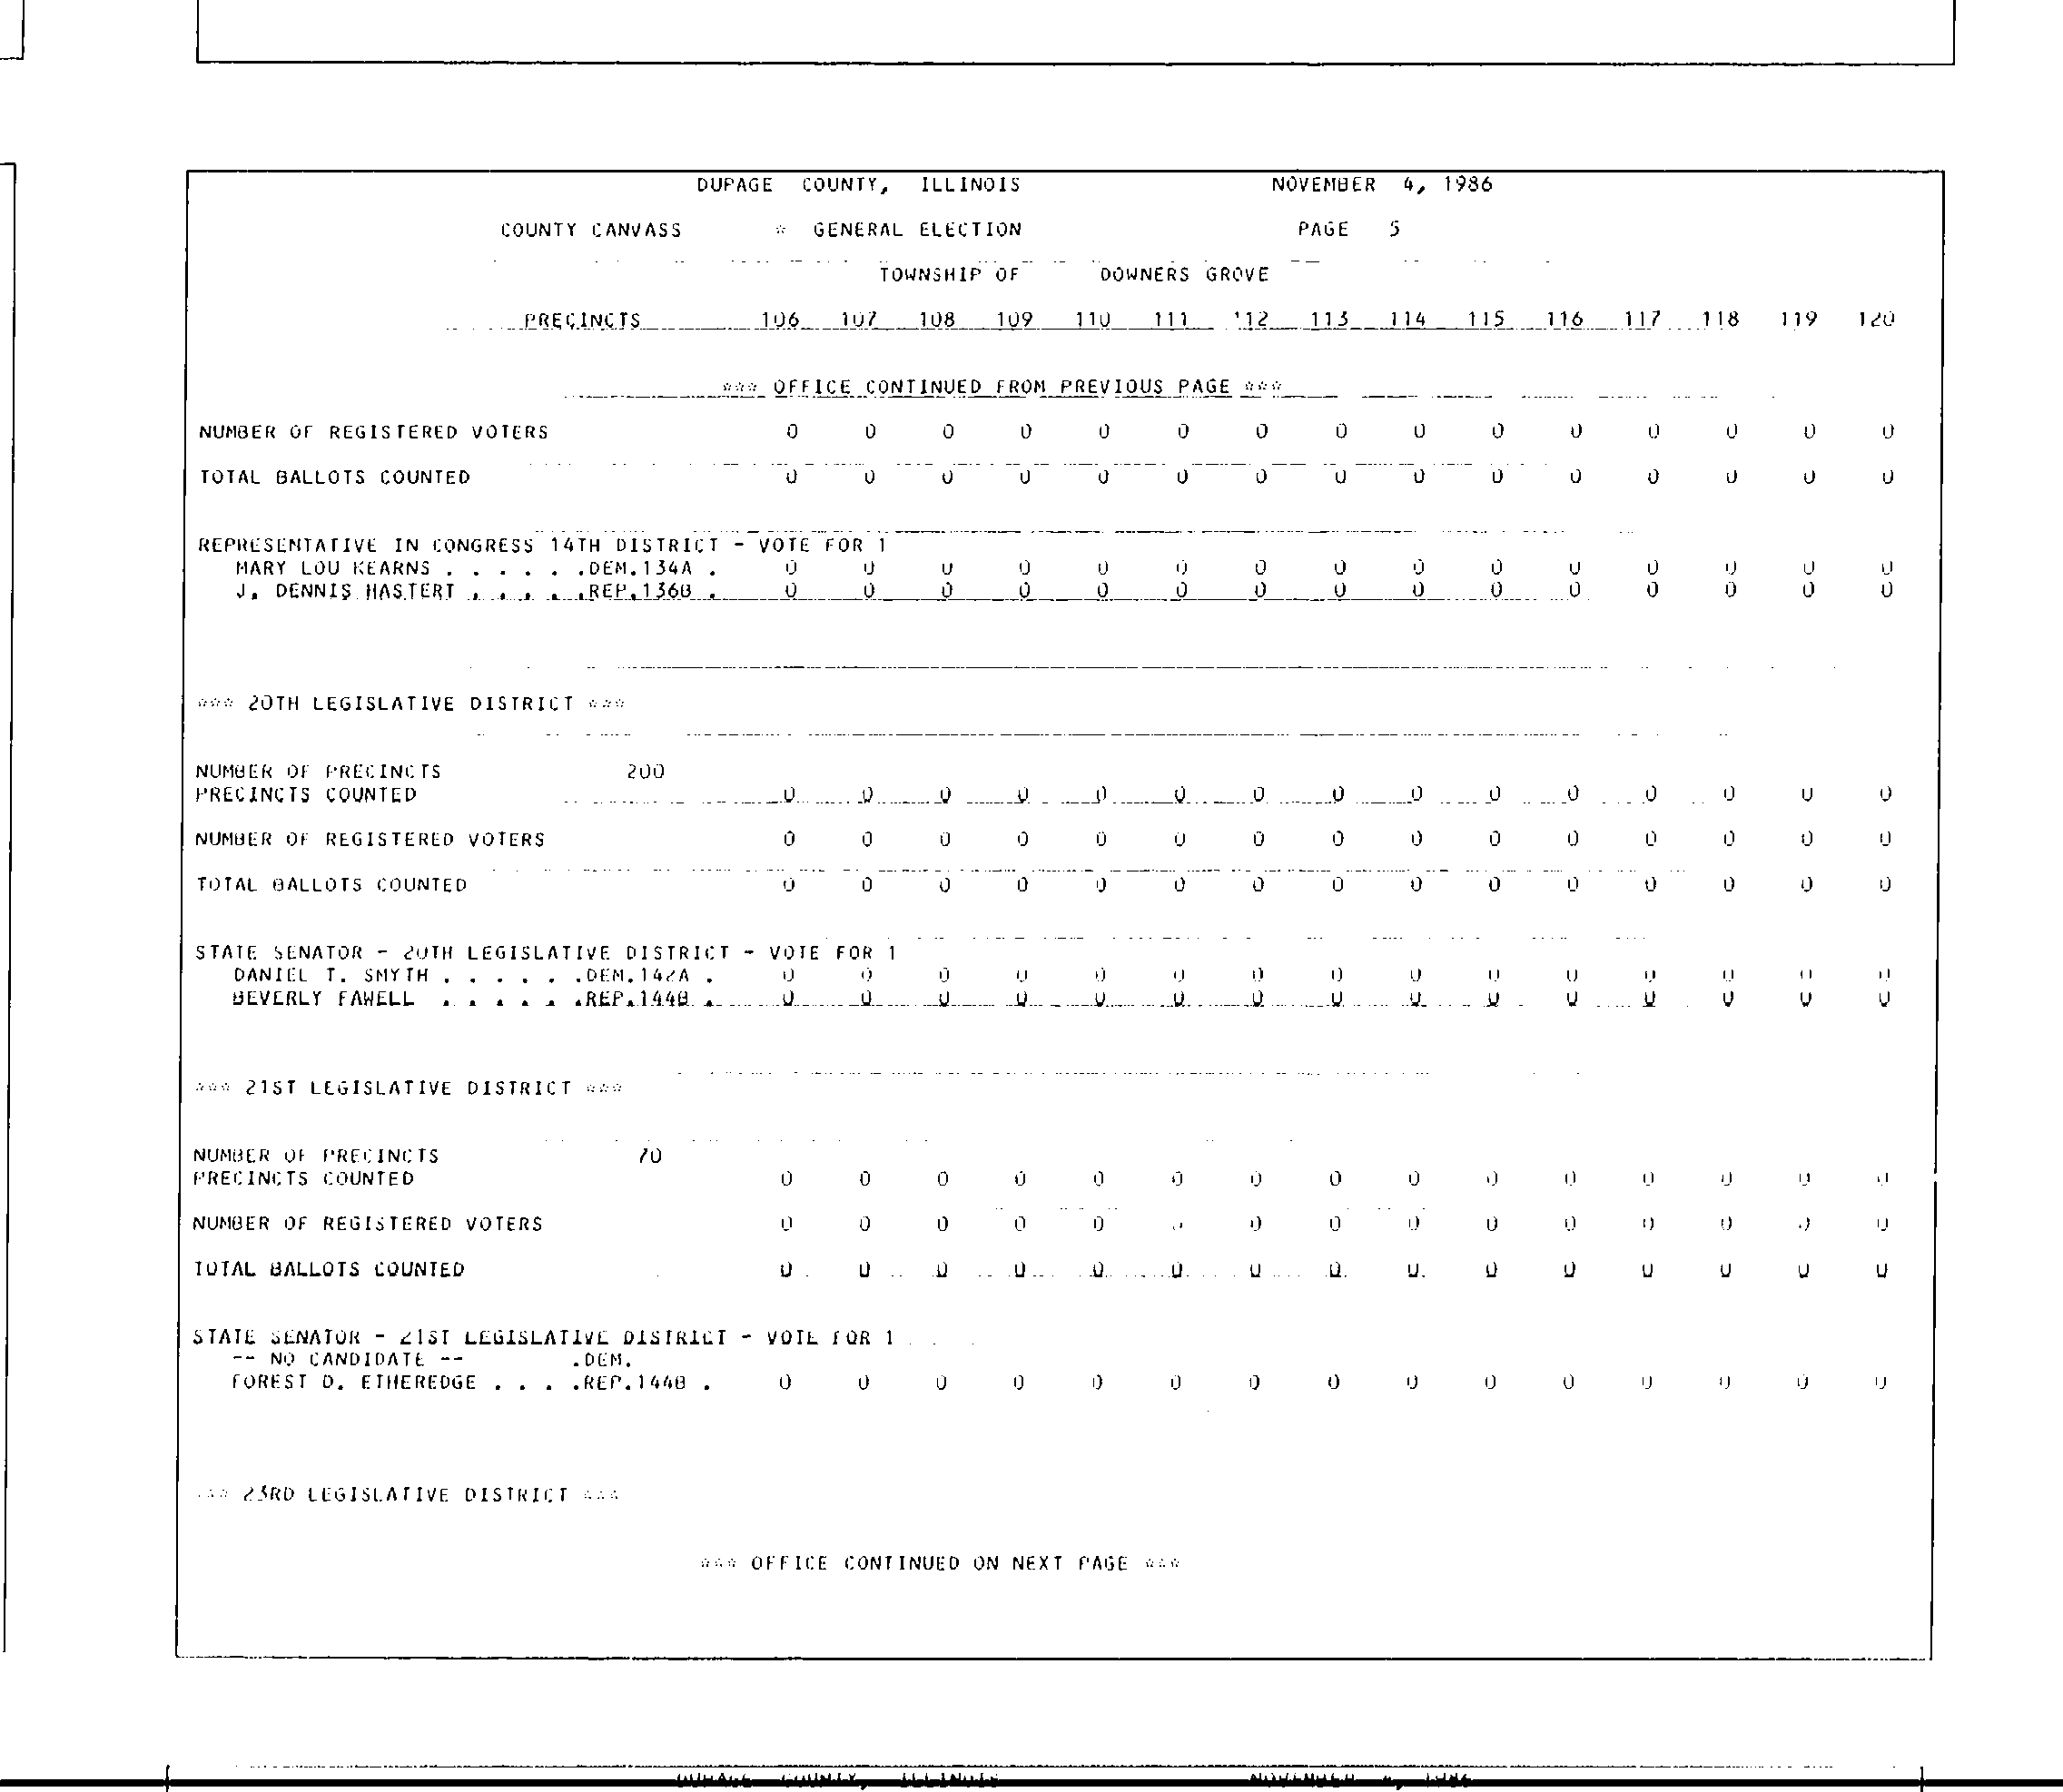 DUPAGE COUNTY, ILLINOIS NOVEMBER 4, 1986
COUNTY CANVASS * GENERAL ELECTION PAGE 5
TOWNSHIP OF DOWNERS GROVE
PRECINCTS 106 107 108 109 110 111 112 113 114 115 116 117 118 119 120
*** OFFICE CONTINUED FROM PREVIOUS PAGE ***
NUMBER OF REGISTERED VOTERS 0 0 0 0 0 0 0 0 0 0 0 0 0 0 0
TOTAL BALLOTS COUNTED 0 0 0 0 0 0 0 0 0 0 0 0 0 0 0
REPRESENTATIVE IN CONGRESS 14TH DISTRICT - VOTE FOR 1
MARY LOU KEARNS . . . . . .DEM.134A . 0 0 0 0 0 0 0 0 0 0 0 0 0 0 0
J. DENNIS HASTERT . . . . .REP.136B . 0 0 0 0 0 0 0 0 0 0 0 0 0 0 0
*** 20TH LEGISLATIVE DISTRICT ***
NUMBER OF PRECINCTS 200
PRECINCTS COUNTED 0 0 0 0 0 0 0 0 0 0 0 0 0 0 0
NUMBER OF REGISTERED VOTERS 0 0 0 0 0 0 0 0 0 0 0 0 0 0 0
TOTAL BALLOTS COUNTED 0 0 0 0 0 0 0 0 0 0 0 0 0 0 0
STATE SENATOR - 20TH LEGISLATIVE DISTRICT - VOTE FOR 1
DANIEL T. SMYTH . . . . . .DEM.142A . 0 0 0 0 0 0 0 0 0 0 0 0 0 0 0
BEVERLY FAWELL . . . . . .REP.144B . 0 0 0 0 0 0 0 0 0 0 0 0 0 0 0
*** 21ST LEGISLATIVE DISTRICT ***
NUMBER OF PRECINCTS 70
PRECINCTS COUNTED 0 0 0 0 0 0 0 0 0 0 0 0 0 0 0
NUMBER OF REGISTERED VOTERS 0 0 0 0 0 0 0 0 0 0 0 0 0 0 0
TOTAL BALLOTS COUNTED 0 0 0 0 0 0 0 0 0 0 0 0 0 0 0
STATE SENATOR - 21ST LEGISLATIVE DISTRICT - VOTE FOR 1
-- NO CANDIDATE -- .DEM.
FOREST D. ETHEREDGE . . . .REP.144B . 0 0 0 0 0 0 0 0 0 0 0 0 0 0 0
*** 23RD LEGISLATIVE DISTRICT ***
*** OFFICE CONTINUED ON NEXT PAGE ***
DUPAGE COUNTY, ILLINOIS NOVEMBER 4, 1986